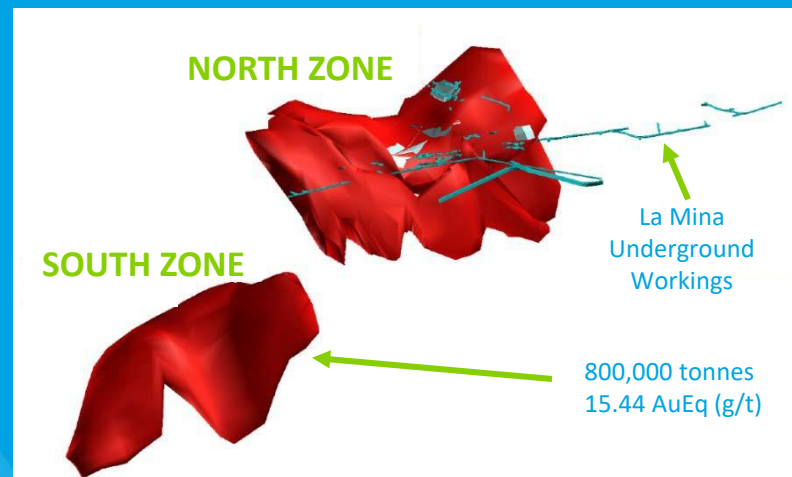 NORTH ZONE
La Mina
Underground
Workings
SOUTH ZONE
800,000 tonnes
15.44 AuEq (g/t)